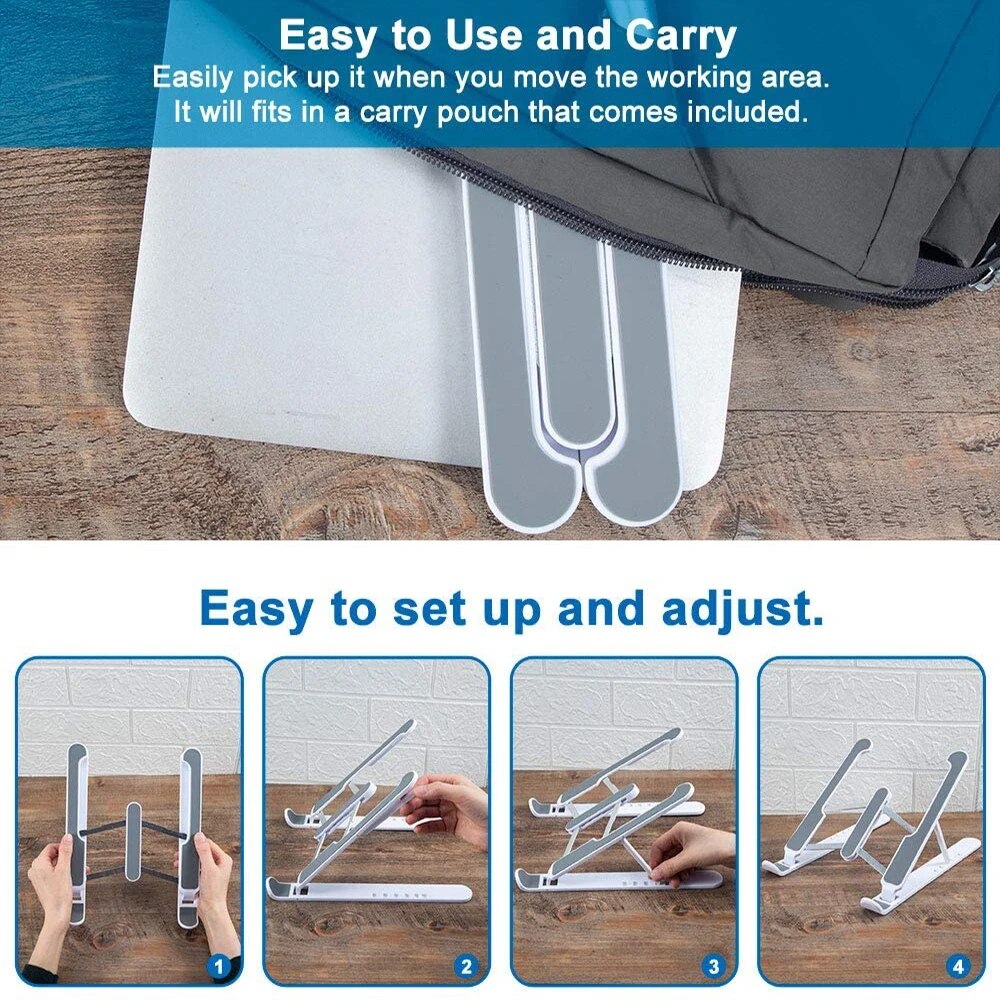 Easy to Use and Carry
Easily pick up it when you move the working area.
It will fits in a carry pouch that comes included.
Easy to set up and adjust.
1
2
3
4